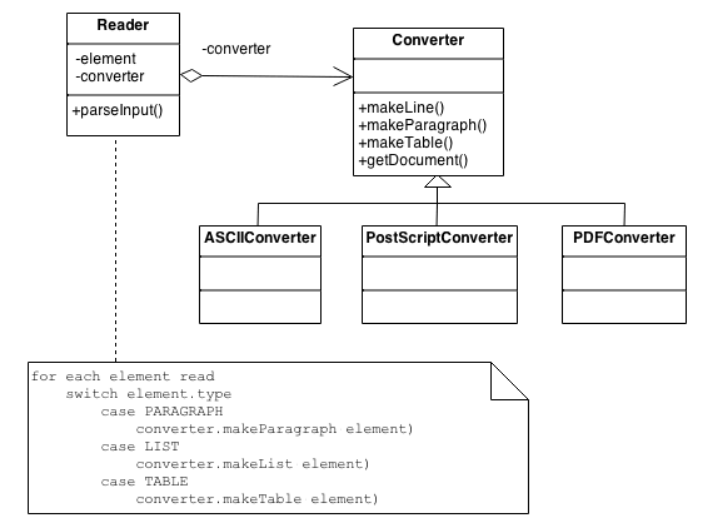 Reader
-element
-converter
+parseInput()
-converter
Converter
+makeLine()
+makeParagraph()
+makeTable()
+getDocument()
ASCIIConverter
PostScriptConverter
PDFConverter
for each element read
switch element.type
case PARAGRAPH
converter.makeParagraph element)
case LIST
converter.makeList element)
case TABLE
converter.makeTable element)